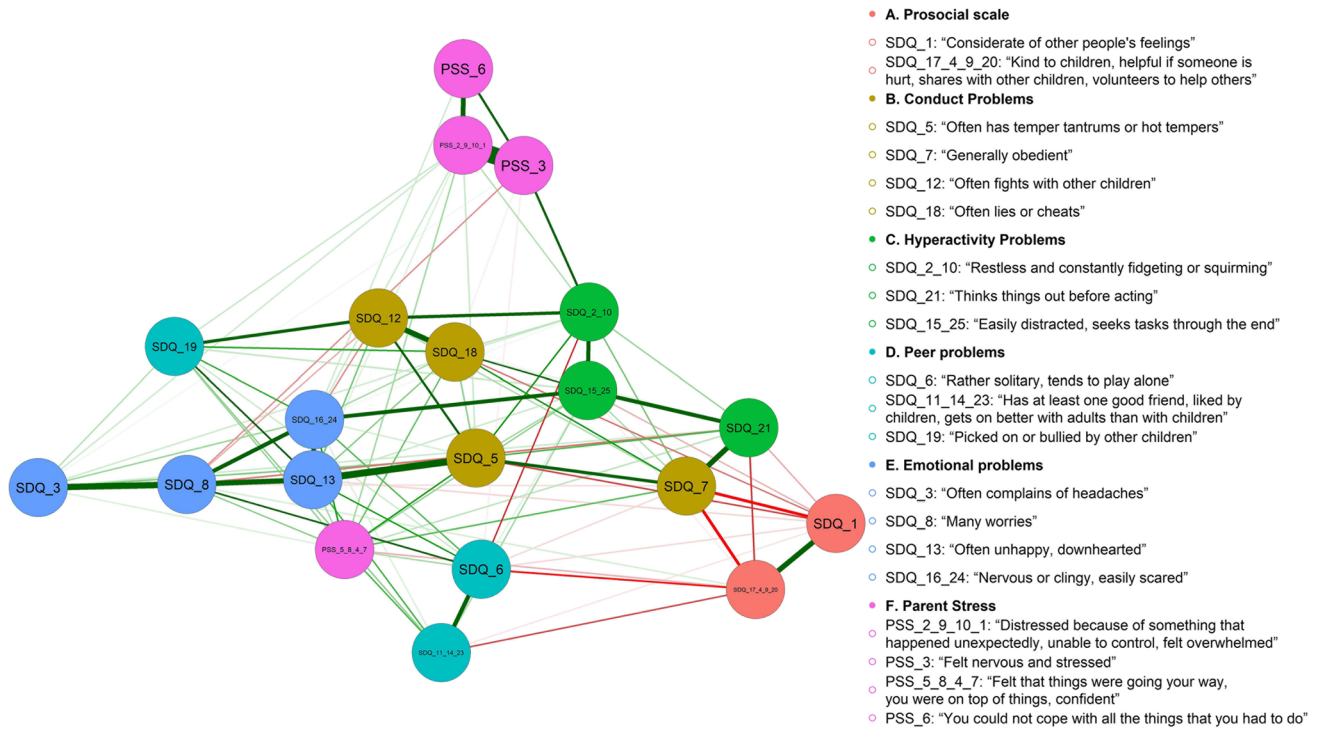 PSS_6
PSS_2_9_10_1
PSS_3
SDQ_2_10
SDQ_12
SDQ_19
SDQ_18
SDQ_15_25
SDQ_16_24
SDQ_21
SDQ_5
SDQ_13
SDQ_8
SDQ_3
SDQ_7
SDQ_1
PSS_5_8_4_7
SDQ_6
SDQ_17_4_9_20
SDQ_11_14_23
A. Prosocial scale
SDQ_1: “Considerate of other people's feelings”
SDQ_17_4_9_20: “Kind to children, helpful if someone is
hurt, shares with other children, volunteers to help others”
B. Conduct Problems
SDQ_5: “Often has temper tantrums or hot tempers”
SDQ_7: “Generally obedient”
SDQ_12: “Often fights with other children”
SDQ_18: “Often lies or cheats”
C. Hyperactivity Problems
SDQ_2_10: “Restless and constantly fidgeting or squirming”
SDQ_21: “Thinks things out before acting”
SDQ_15_25: “Easily distracted, seeks tasks through the end”
D. Peer problems
SDQ_6: “Rather solitary, tends to play alone”
SDQ_11_14_23: “Has at least one good friend, liked by
children, gets on better with adults than with children”
SDQ_19: “Picked on or bullied by other children”
E. Emotional problems
SDQ_3: “Often complains of headaches”
SDQ_8: “Many worries”
SDQ_13: “Often unhappy, downhearted”
SDQ_16_24: “Nervous or clingy, easily scared”
F. Parent Stress
PSS_2_9_10_1: “Distressed because of something that
happened unexpectedly, unable to control, felt overwhelmed”
PSS_3: “Felt nervous and stressed”
PSS_5_8_4_7: “Felt that things were going your way,
you were on top of things, confident”
PSS_6: “You could not cope with all the things that you had to do”